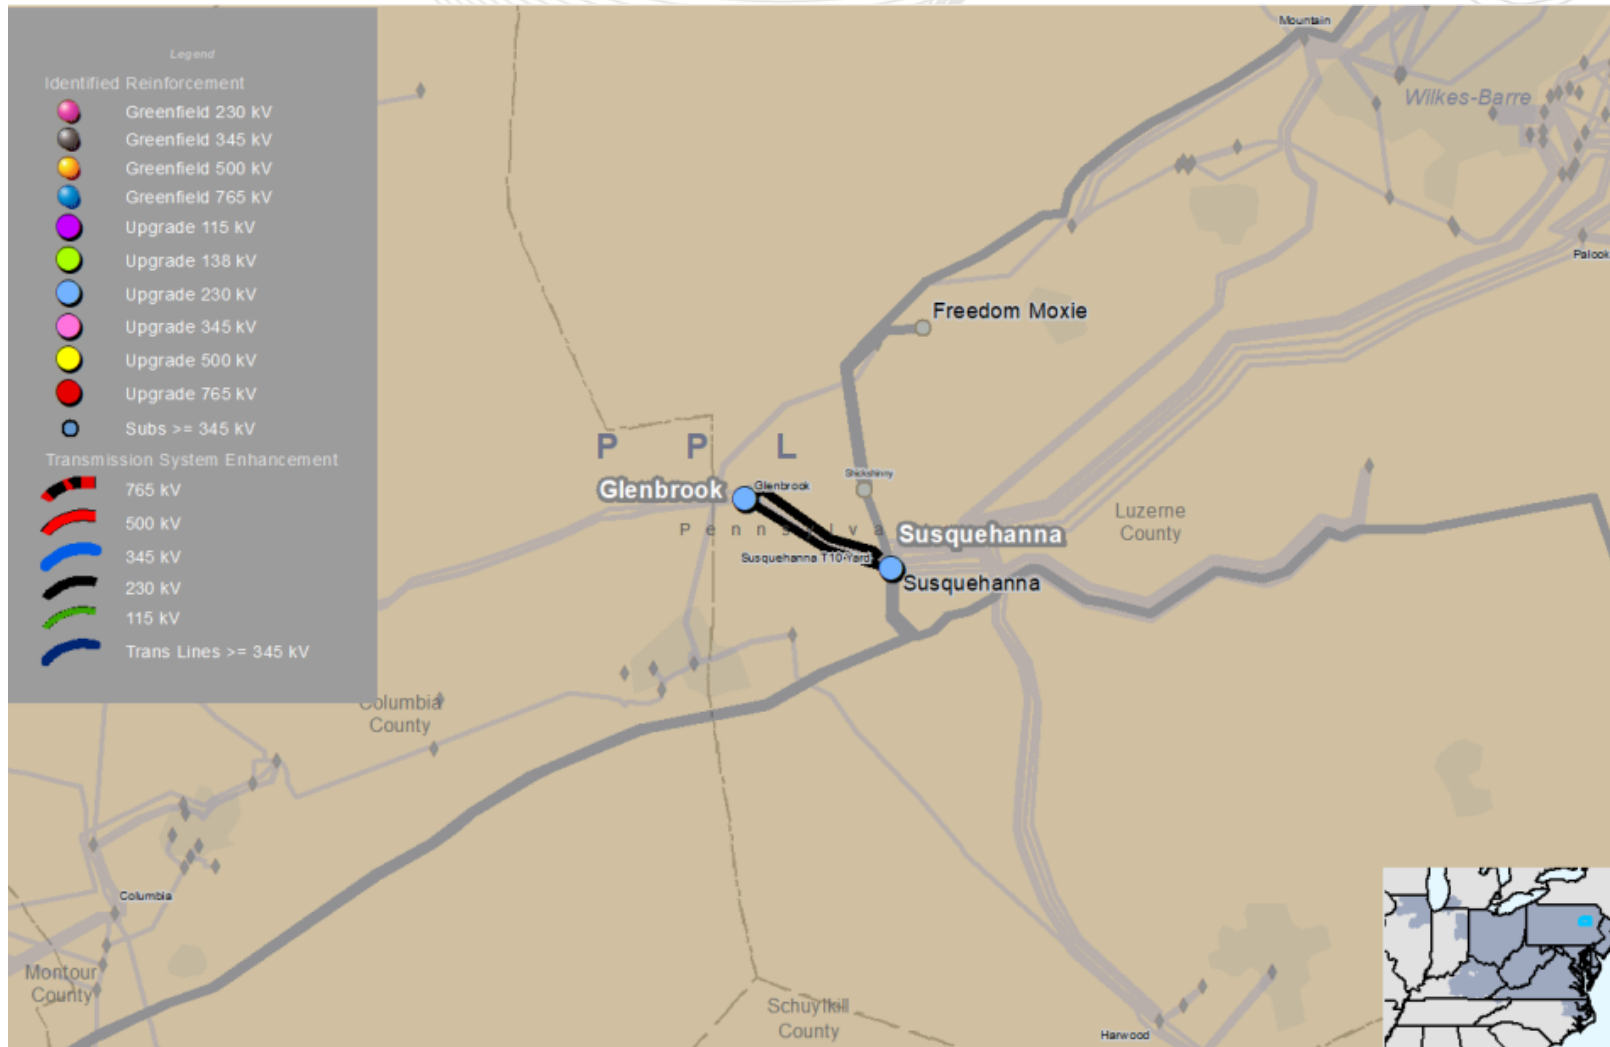 Legend
Identified Reinforcement
Greenfield 230 kV
Greenfield 345 kV
Greenfield 500 kV
Greenfield 765 kV
Upgrade 115 kV
Upgrade 138 kV
Upgrade 230 kV
Upgrade 345 kV
Upgrade 500 kV
Upgrade 765 kV
Subs >= 345 kV
Transmission System Enhancement
765 kV
500 kV
345 kV
230 kV
115 kV
Trans Lines >= 345 kV
Mountain
Wilkes-Barre
Palook
Freedom Moxie
P P L
Shickshinny
Glenbrook
Glenbrook
Pennsylva
Susquehanna
Susquehanna T10-Yard
Susquehanna
Luzerne
County
Columbia
County
Columbia
Montour
County
Schuylkill
County
Harwood